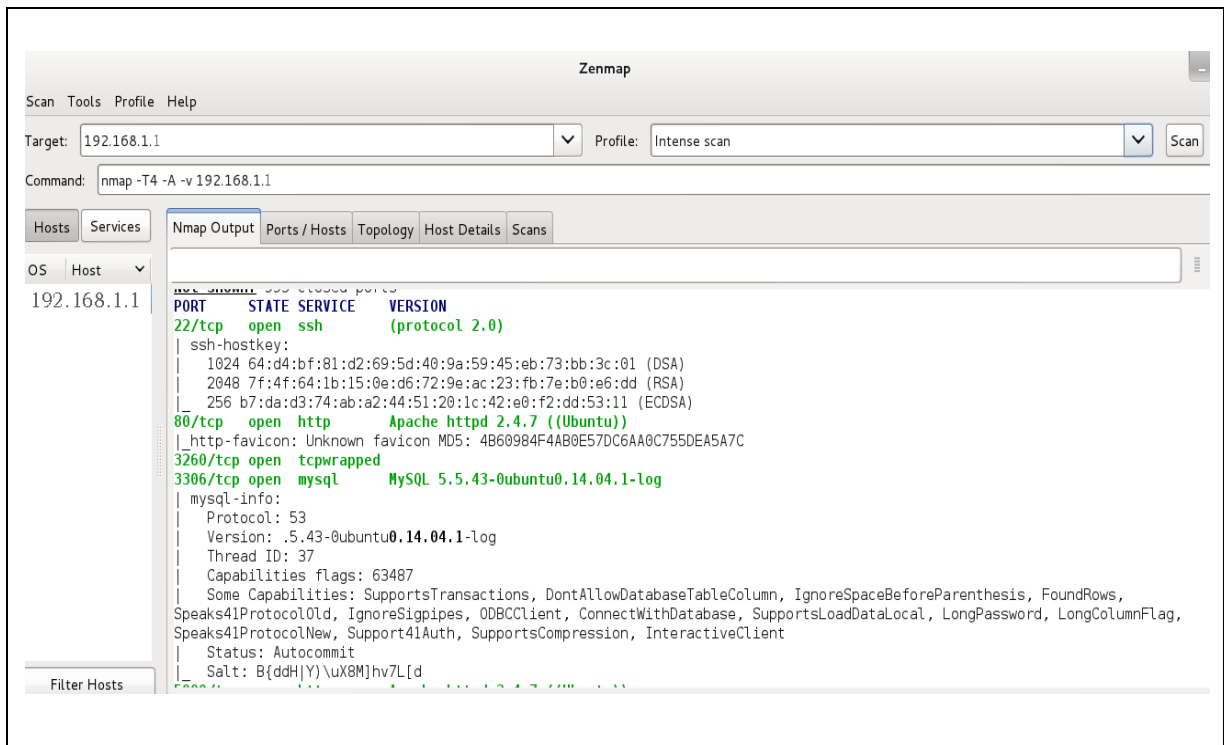 Zenmap
Scan Tools Profile Help
Target: 192.168.1.1 Profile: Intense scan Scan
Command: nmap -T4 -A -v 192.168.1.1
Hosts Services Nmap Output Ports / Hosts Topology Host Details Scans
OS Host
192.168.1.1
closed ports
PORT STATE SERVICE VERSION
22/tcp open ssh (protocol 2.0)
| ssh-hostkey:
| 1024 64:d4:bf:81:d2:69:5d:40:9a:59:45:eb:73:bb:3c:01 (DSA)
| 2048 7f:4f:64:1b:15:0e:d6:72:9e:ac:23:fb:7e:b0:e6:dd (RSA)
|_ 256 b7:da:d3:74:ab:a2:44:51:20:1c:42:e0:f2:dd:53:11 (ECDSA)
80/tcp open http Apache httpd 2.4.7 ((Ubuntu))
|_http-favicon: Unknown favicon MD5: 4B60984F4AB0E57DC6AA0C755DEA5A7C
3260/tcp open tcpwrapped
3306/tcp open mysql MySQL 5.5.43-0ubuntu0.14.04.1-log
| mysql-info:
| Protocol: 53
| Version: .5.43-0ubuntu0.14.04.1-log
| Thread ID: 37
| Capabilities flags: 63487
| Some Capabilities: SupportsTransactions, DontAllowDatabaseTableColumn, IgnoreSpaceBeforeParenthesis, FoundRows,
Speaks41ProtocolOld, IgnoreSigpipes, ODBCClient, ConnectWithDatabase, SupportsLoadDataLocal, LongPassword, LongColumnFlag,
Speaks41ProtocolNew, Support41Auth, SupportsCompression, InteractiveClient
| Status: Autocommit
|_ Salt: B{ddH|Y)\uX8M]hv7L[d
Filter Hosts